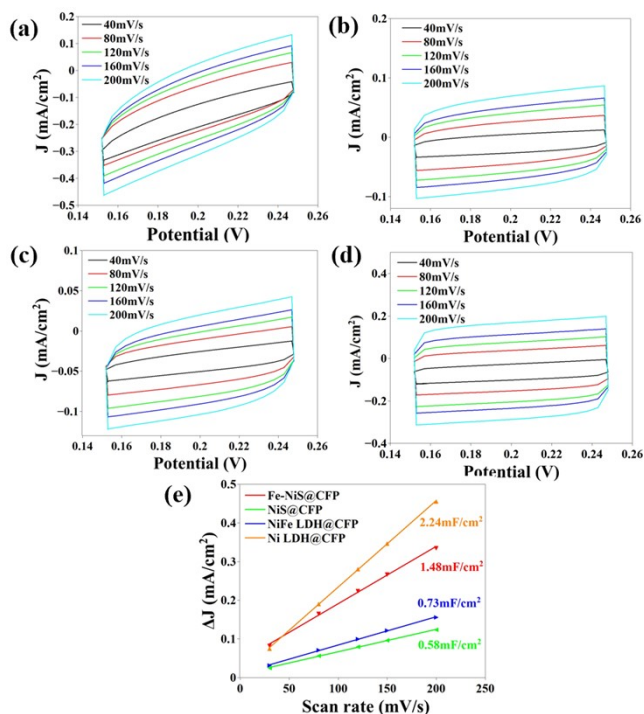 (a)
40mV/s
80mV/s
120mV/s
160mV/s
200mV/s
0.2
0.1
0
−0.1
−0.2
−0.3
−0.4
−0.5
J (mA/cm²)
0.14 0.16 0.18 0.2 0.22 0.24 0.26
Potential (V)
(b)
40mV/s
80mV/s
120mV/s
160mV/s
200mV/s
0.1
0
−0.1
J (mA/cm²)
0.14 0.16 0.18 0.2 0.22 0.24 0.26
Potential (V)
(c)
40mV/s
80mV/s
120mV/s
160mV/s
200mV/s
0.1
0.05
0
−0.05
−0.1
J (mA/cm²)
0.14 0.16 0.18 0.2 0.22 0.24 0.26
Potential (V)
(d)
40mV/s
80mV/s
120mV/s
160mV/s
200mV/s
0.4
0.2
0
−0.2
−0.4
J (mA/cm²)
0.14 0.16 0.18 0.2 0.22 0.24 0.26
Potential (V)
(e)
Fe-NiS@CFP
NiS@CFP
NiFe LDH@CFP
Ni LDH@CFP
2.24mF/cm²
1.48mF/cm²
0.73mF/cm²
0.58mF/cm²
0.5
0.4
0.3
0.2
0.1
0
ΔJ (mA/cm²)
0 50 100 150 200 250
Scan rate (mV/s)